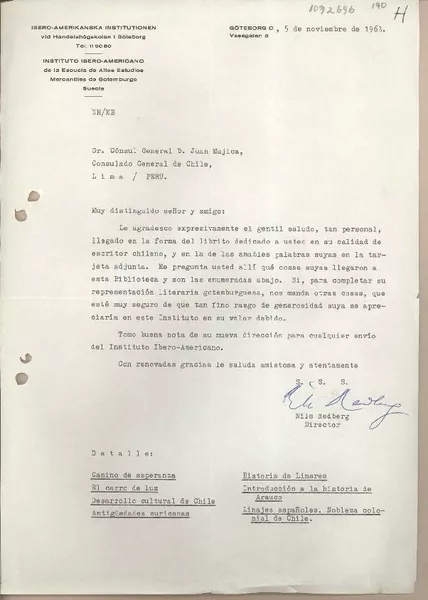 1092696 190 H
IBERO-AMERIKANSKA INSTITUTIONEN
vid Handelshögskolan i Göteborg
Tel. 119080
INSTITUTO IBERO-AMERICANO
de la Escuela de Altos Estudios
Mercantiles de Gotemburgo
Suecia
GÖTEBORG C , 5 de noviembre de 1963.
Vasagatan 3
NH/KB
Sr. Cónsul General D. Juan Mujica,
Consulado General de Chile,
L i m a / PERU.
Muy distinguido señor y amigo:
Le agradezco expresivamente el gentil saludo, tan personal,
llegado en la forma del librito dedicado a usted en su calidad de
escritor chileno, y en la de las amables palabras suyas en la tar-
jeta adjunta. Me pregunta usted allí qué cosas suyas llegaron a
esta Biblioteca y son las enumeradas abajo. Si, para completar su
representación literaria gotemburguesa, nos manda otras cosas, que
esté muy seguro de que tan fino rasgo de generosidad suya se apre-
ciaría en este Instituto en su valor debido.
Tomo buena nota de su nueva dirección para cualquier envío
del Instituto Ibero-Americano.
Con renovadas gracias le saluda amistosa y atentamente
S. S. S.
Nils Hedberg
Director
D e t a l l e :
Camino de esperanza
El carro de luz
Desarrollo cultural de Chile
Antigüedades curicanas
Historia de Linares
Introducción a la historia de
Arauco
Linajes españoles. Nobleza colo-
nial de Chile.